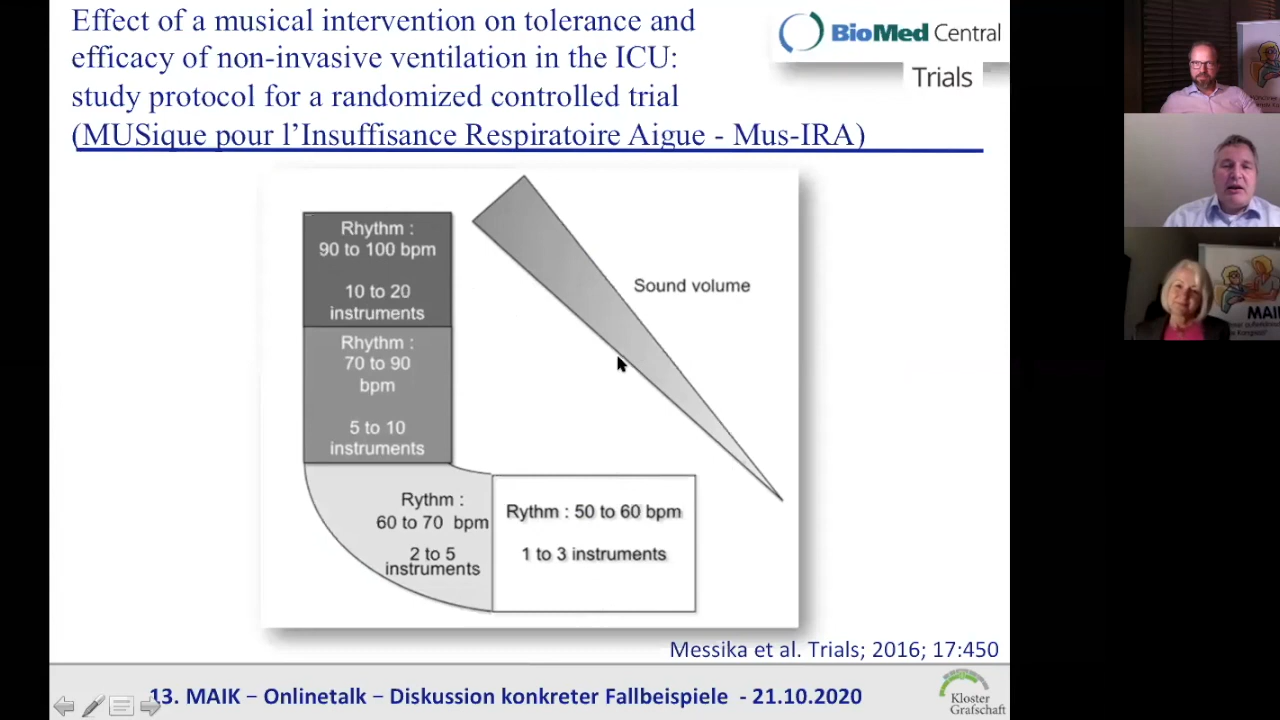 Effect of a musical intervention on tolerance and
efficacy of non-invasive ventilation in the ICU:
study protocol for a randomized controlled trial
(MUSique pour l’Insuffisance Respiratoire Aigue - Mus-IRA)
BioMed Central
Trials
Rhythm :
90 to 100 bpm
10 to 20
instruments
Rhythm :
70 to 90
bpm
5 to 10
instruments
Rythm :
60 to 70 bpm
2 to 5
instruments
Rythm : 50 to 60 bpm
1 to 3 instruments
Sound volume
Messika et al. Trials; 2016; 17:450
13. MAIK – Onlinetalk – Diskussion konkreter Fallbeispiele - 21.10.2020
Kloster
Grafschaft
MAIK